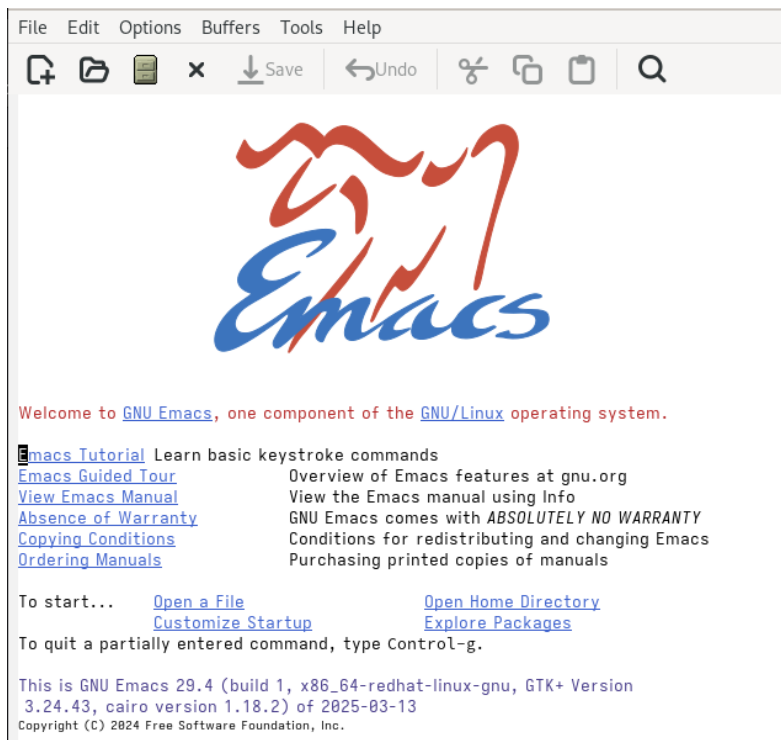 File Edit Options Buffers Tools Help
Save Undo
Emacs
Welcome to GNU Emacs, one component of the GNU/Linux operating system.
Emacs Tutorial Learn basic keystroke commands
Emacs Guided Tour Overview of Emacs features at gnu.org
View Emacs Manual View the Emacs manual using Info
Absence of Warranty GNU Emacs comes with ABSOLUTELY NO WARRANTY
Copying Conditions Conditions for redistributing and changing Emacs
Ordering Manuals Purchasing printed copies of manuals
To start... Open a File Open Home Directory
Customize Startup Explore Packages
To quit a partially entered command, type Control-g.
This is GNU Emacs 29.4 (build 1, x86_64-redhat-linux-gnu, GTK+ Version
3.24.43, cairo version 1.18.2) of 2025-03-13
Copyright (C) 2024 Free Software Foundation, Inc.